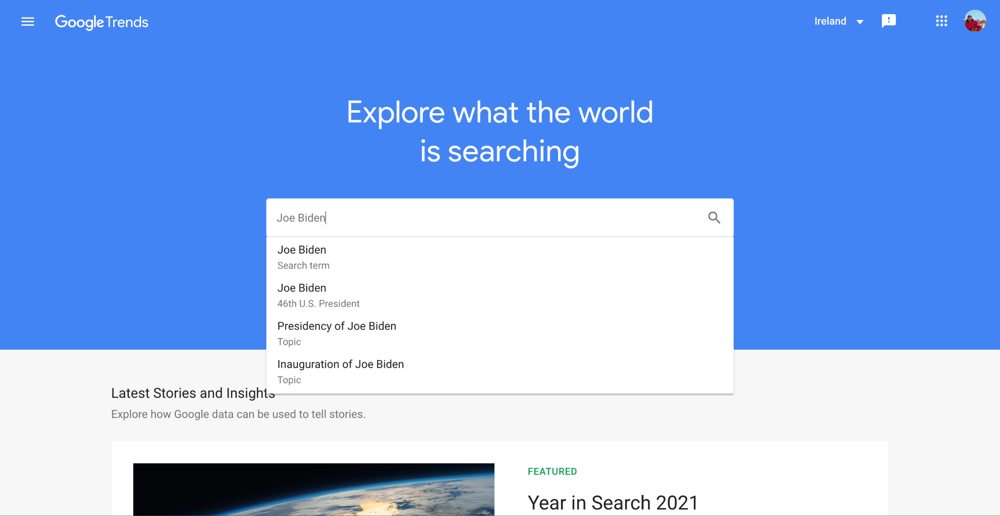 Google Trends
Ireland
Explore what the world
is searching
Joe Biden
Joe Biden
Search term
Joe Biden
46th U.S. President
Presidency of Joe Biden
Topic
Inauguration of Joe Biden
Topic
Latest Stories and Insights
Explore how Google data can be used to tell stories.
FEATURED
Year in Search 2021